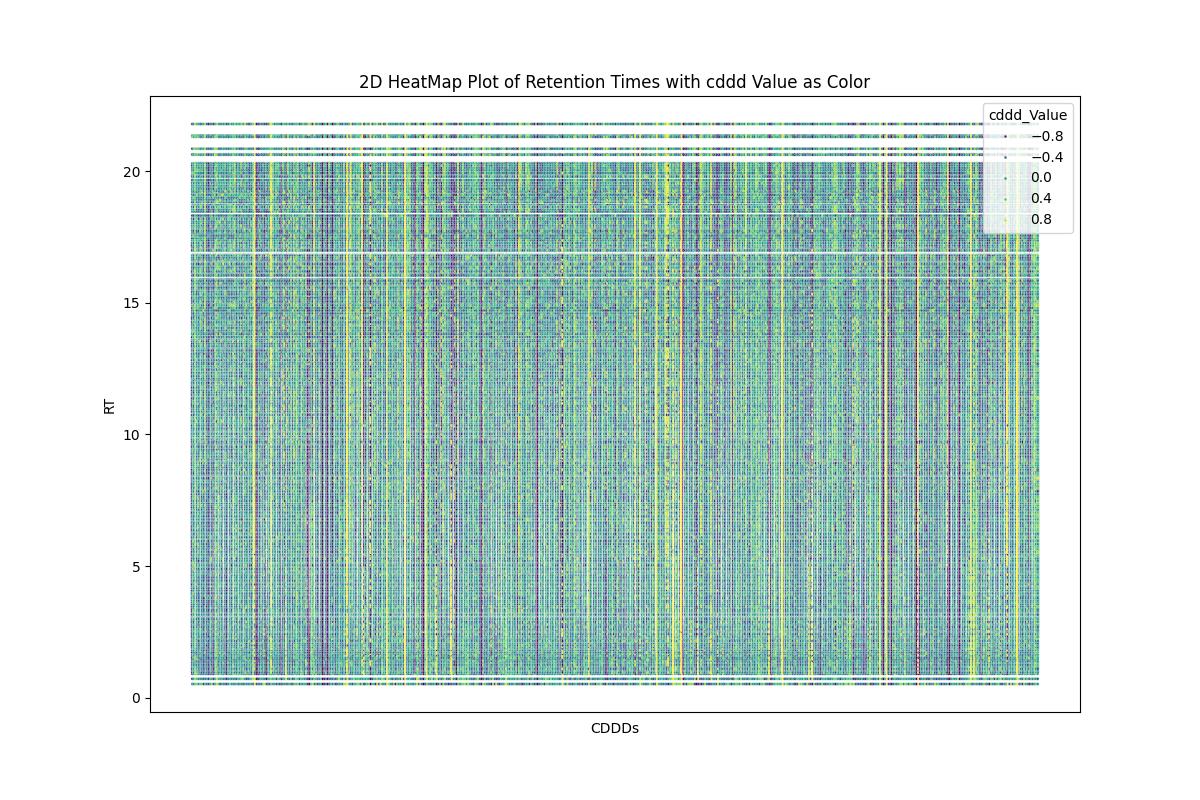 2D HeatMap Plot of Retention Times with cddd Value as Color
cddd_Value
−0.8
−0.4
0.0
0.4
0.8
20
15
10
5
0
RT
CDDDs